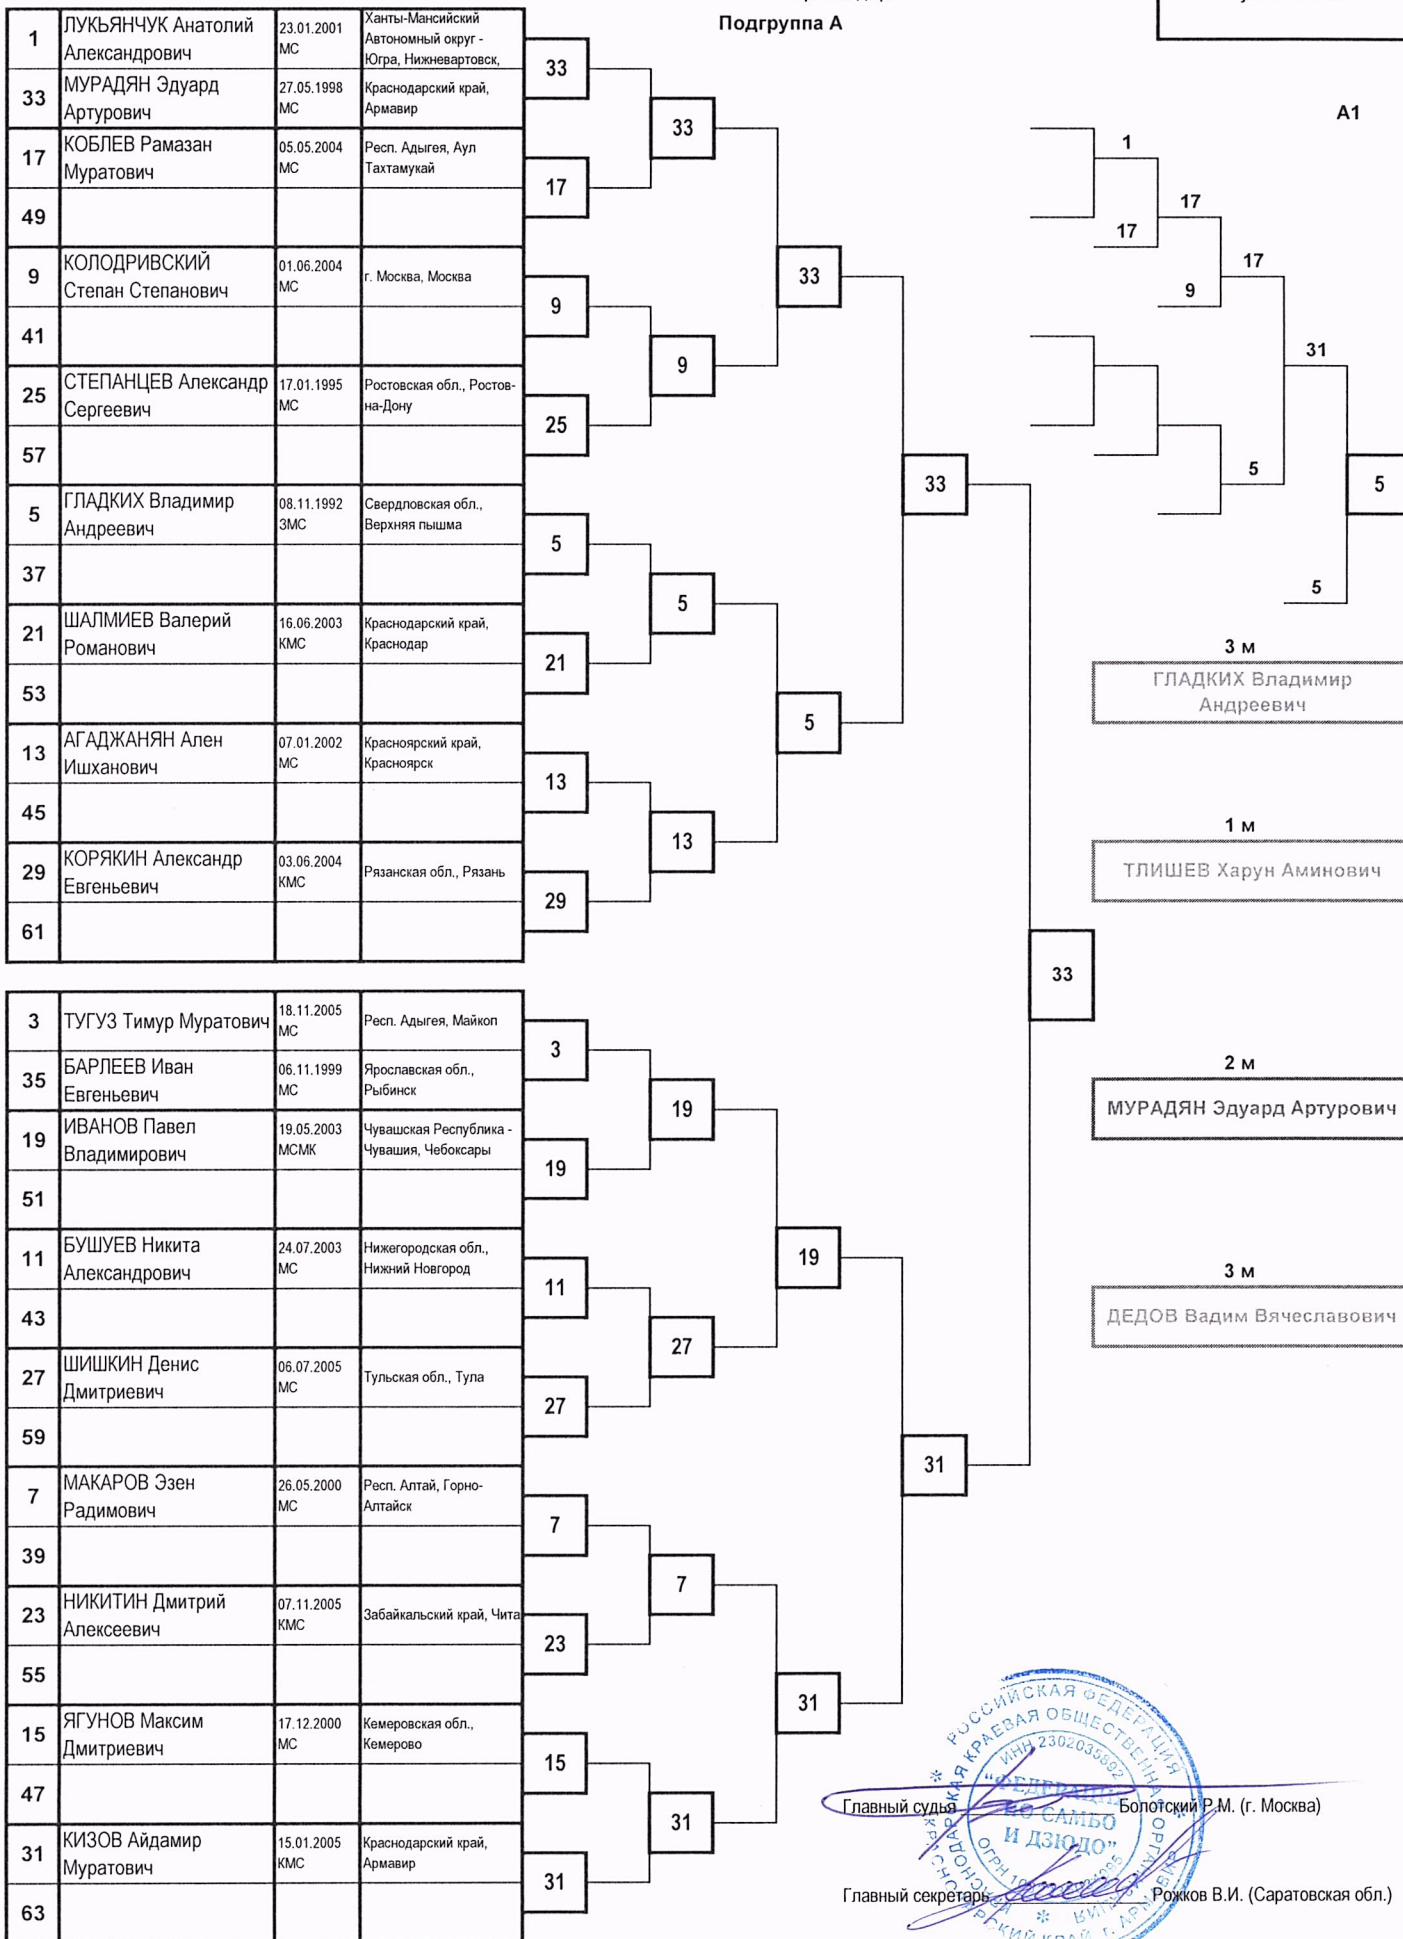 Подгруппа А
1 ЛУКЬЯНЧУК Анатолий Александрович 23.01.2001 МС Ханты-Мансийский Автономный округ - Югра, Нижневартовск,
33 МУРАДЯН Эдуард Артурович 27.05.1998 МС Краснодарский край, Армавир
17 КОБЛЕВ Рамазан Муратович 05.05.2004 МС Респ. Адыгея, Аул Тахтамукай
49
9 КОЛОДРИВСКИЙ Степан Степанович 01.06.2004 МС г. Москва, Москва
41
25 СТЕПАНЦЕВ Александр Сергеевич 17.01.1995 МС Ростовская обл., Ростов-на-Дону
57
5 ГЛАДКИХ Владимир Андреевич 08.11.1992 ЗМС Свердловская обл., Верхняя пышма
37
21 ШАЛМИЕВ Валерий Романович 16.06.2003 КМС Краснодарский край, Краснодар
53
13 АГАДЖАНЯН Ален Ишханович 07.01.2002 МС Красноярский край, Красноярск
45
29 КОРЯКИН Александр Евгеньевич 03.06.2004 КМС Рязанская обл., Рязань
61
33
17
9
25
5
21
13
29
33
9
5
13
33
5
33
3 ТУГУЗ Тимур Муратович 18.11.2005 МС Респ. Адыгея, Майкоп
35 БАРЛЕЕВ Иван Евгеньевич 06.11.1999 МС Ярославская обл., Рыбинск
19 ИВАНОВ Павел Владимирович 19.05.2003 МСМК Чувашская Республика - Чувашия, Чебоксары
51
11 БУШУЕВ Никита Александрович 24.07.2003 МС Нижегородская обл., Нижний Новгород
43
27 ШИШКИН Денис Дмитриевич 06.07.2005 МС Тульская обл., Тула
59
7 МАКАРОВ Эзен Радимович 26.05.2000 МС Респ. Алтай, Горно-Алтайск
39
23 НИКИТИН Дмитрий Алексеевич 07.11.2005 КМС Забайкальский край, Чита
55
15 ЯГУНОВ Максим Дмитриевич 17.12.2000 МС Кемеровская обл., Кемерово
47
31 КИЗОВ Айдамир Муратович 15.01.2005 КМС Краснодарский край, Армавир
63
3
19
11
27
7
23
15
31
19
27
7
31
19
31
31
33
А1
1
17
17
9
17
5
31
5
5
3 м
ГЛАДКИХ Владимир
Андреевич
1 м
ТЛИШЕВ Харун Аминович
2 м
МУРАДЯН Эдуард Артурович
3 м
ДЕДОВ Вадим Вячеславович
Главный судья Болотский Р.М. (г. Москва)
Главный секретарь Рожков В.И. (Саратовская обл.)
РОССИЙСКАЯ ФЕДЕРАЦИЯ
КРАЕВАЯ ОБЩЕСТВЕННАЯ
ИНН 2302035892
"ФЕДЕРАЦИЯ
ПО САМБО
И ДЗЮДО"